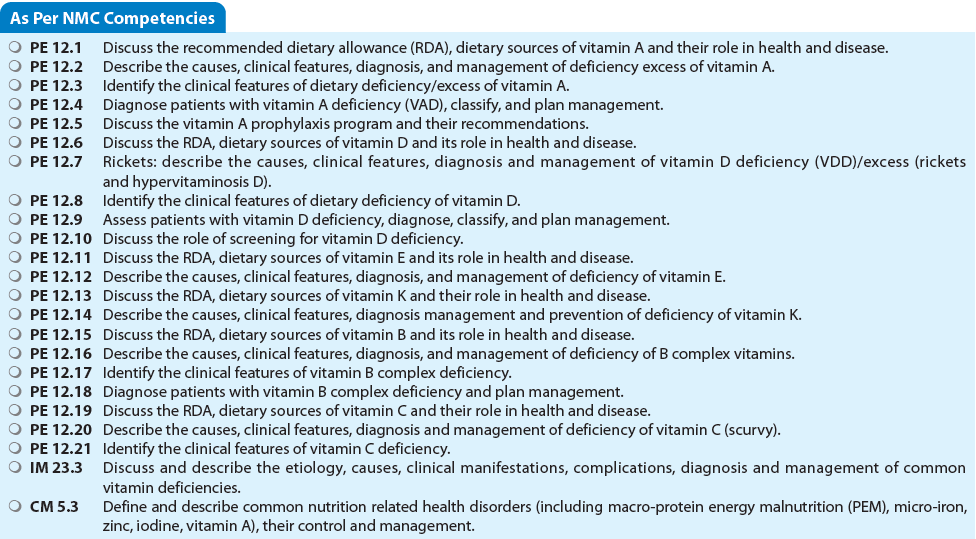 As Per NMC Competencies
PE 12.1 Discuss the recommended dietary allowance (RDA), dietary sources of vitamin A and their role in health and disease.
PE 12.2 Describe the causes, clinical features, diagnosis, and management of deficiency excess of vitamin A.
PE 12.3 Identify the clinical features of dietary deficiency/excess of vitamin A.
PE 12.4 Diagnose patients with vitamin A deficiency (VAD), classify, and plan management.
PE 12.5 Discuss the vitamin A prophylaxis program and their recommendations.
PE 12.6 Discuss the RDA, dietary sources of vitamin D and its role in health and disease.
PE 12.7 Rickets: describe the causes, clinical features, diagnosis and management of vitamin D deficiency (VDD)/excess (rickets
and hypervitaminosis D).
PE 12.8 Identify the clinical features of dietary deficiency of vitamin D.
PE 12.9 Assess patients with vitamin D deficiency, diagnose, classify, and plan management.
PE 12.10 Discuss the role of screening for vitamin D deficiency.
PE 12.11 Discuss the RDA, dietary sources of vitamin E and its role in health and disease.
PE 12.12 Describe the causes, clinical features, diagnosis, and management of deficiency of vitamin E.
PE 12.13 Discuss the RDA, dietary sources of vitamin K and their role in health and disease.
PE 12.14 Describe the causes, clinical features, diagnosis management and prevention of deficiency of vitamin K.
PE 12.15 Discuss the RDA, dietary sources of vitamin B and its role in health and disease.
PE 12.16 Describe the causes, clinical features, diagnosis, and management of deficiency of B complex vitamins.
PE 12.17 Identify the clinical features of vitamin B complex deficiency.
PE 12.18 Diagnose patients with vitamin B complex deficiency and plan management.
PE 12.19 Discuss the RDA, dietary sources of vitamin C and their role in health and disease.
PE 12.20 Describe the causes, clinical features, diagnosis and management of deficiency of vitamin C (scurvy).
PE 12.21 Identify the clinical features of vitamin C deficiency.
IM 23.3 Discuss and describe the etiology, causes, clinical manifestations, complications, diagnosis and management of common
vitamin deficiencies.
CM 5.3 Define and describe common nutrition related health disorders (including macro-protein energy malnutrition (PEM), micro-iron,
zinc, iodine, vitamin A), their control and management.